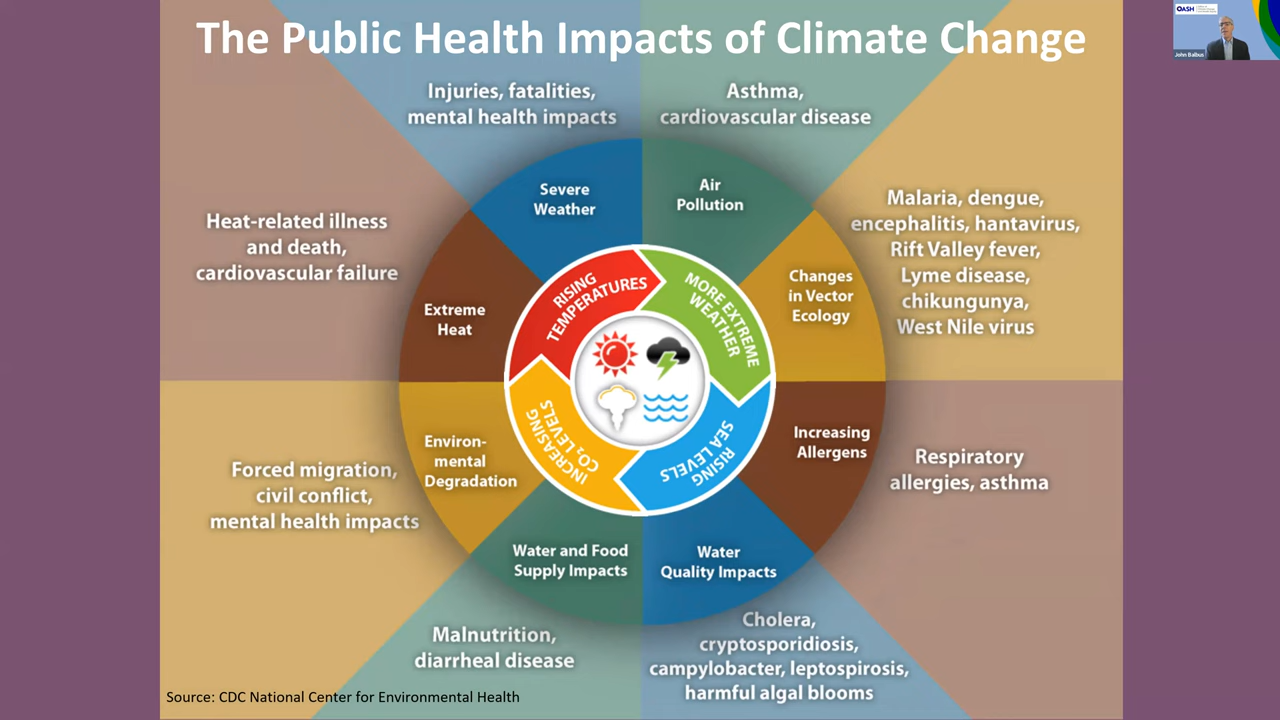 The Public Health Impacts of Climate Change
OASH
John Balbus
Injuries, fatalities,
mental health impacts
Asthma,
cardiovascular disease
Severe
Weather
Air
Pollution
Malaria, dengue,
encephalitis, hantavirus,
Rift Valley fever,
Lyme disease,
chikungunya,
West Nile virus
Heat-related illness
and death,
cardiovascular failure
Changes
in Vector
Ecology
Extreme
Heat
RISING
TEMPERATURES
MORE EXTREME
WEATHER
INCREASING
CO₂ LEVELS
RISING
SEA LEVELS
Environ-
mental
Degradation
Increasing
Allergens
Forced migration,
civil conflict,
mental health impacts
Respiratory
allergies, asthma
Water and Food
Supply Impacts
Water
Quality Impacts
Malnutrition,
diarrheal disease
Cholera,
cryptosporidiosis,
campylobacter, leptospirosis,
harmful algal blooms
Source: CDC National Center for Environmental Health